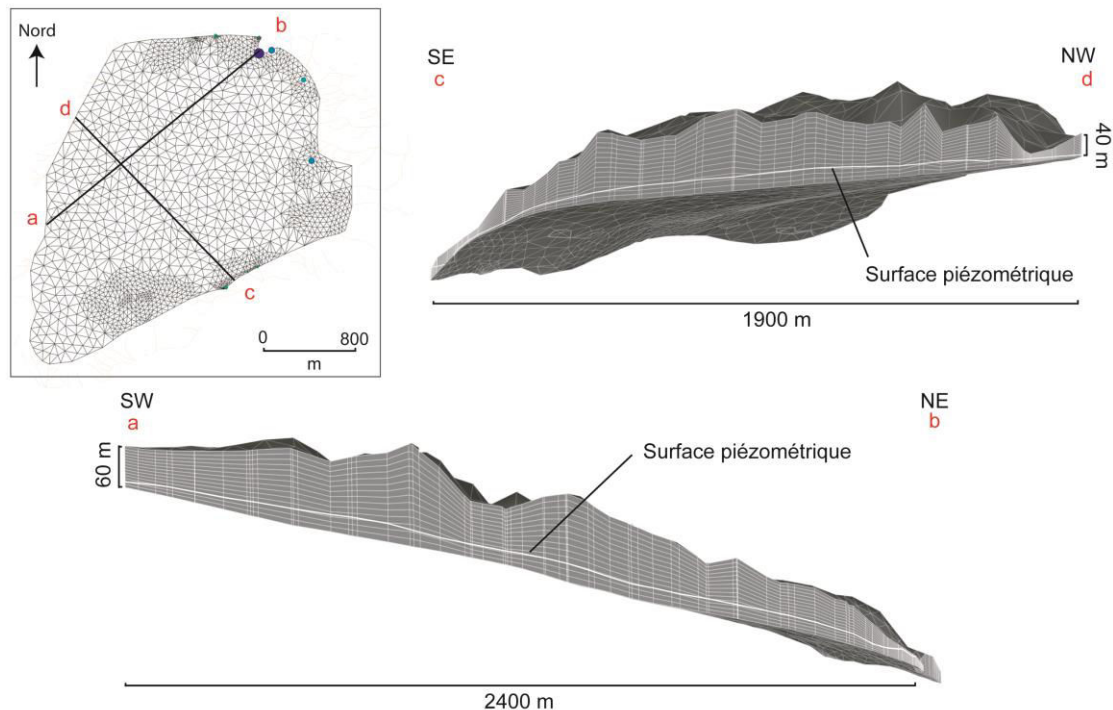 Nord
b
d
a
c
0 800
m
SE
c
NW
d
40 m
Surface piézométrique
1900 m
SW
a
NE
b
60 m
Surface piézométrique
2400 m